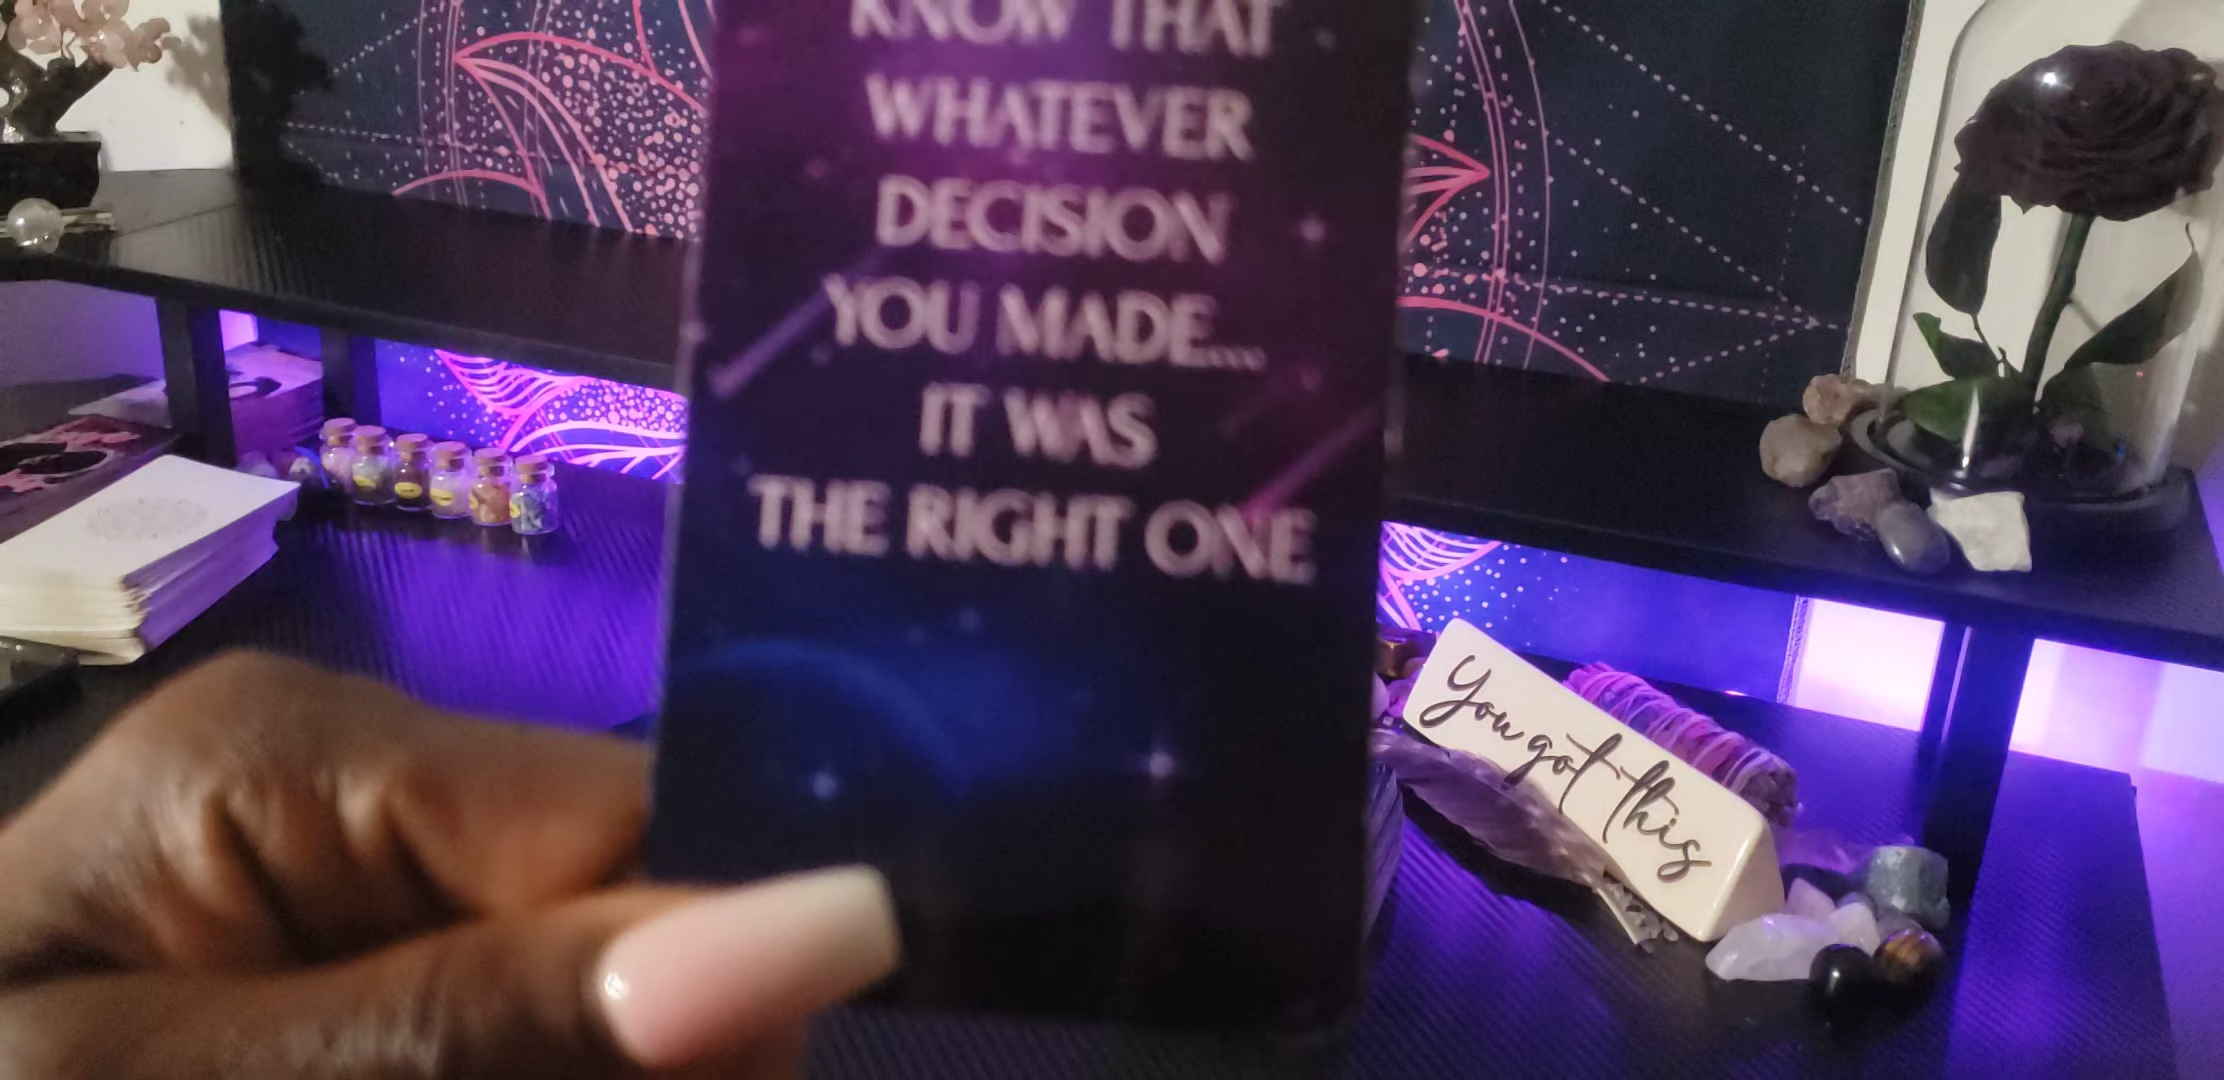 KNOW THAT
WHATEVER
DECISION
YOU MADE...
IT WAS
THE RIGHT ONE
You got this